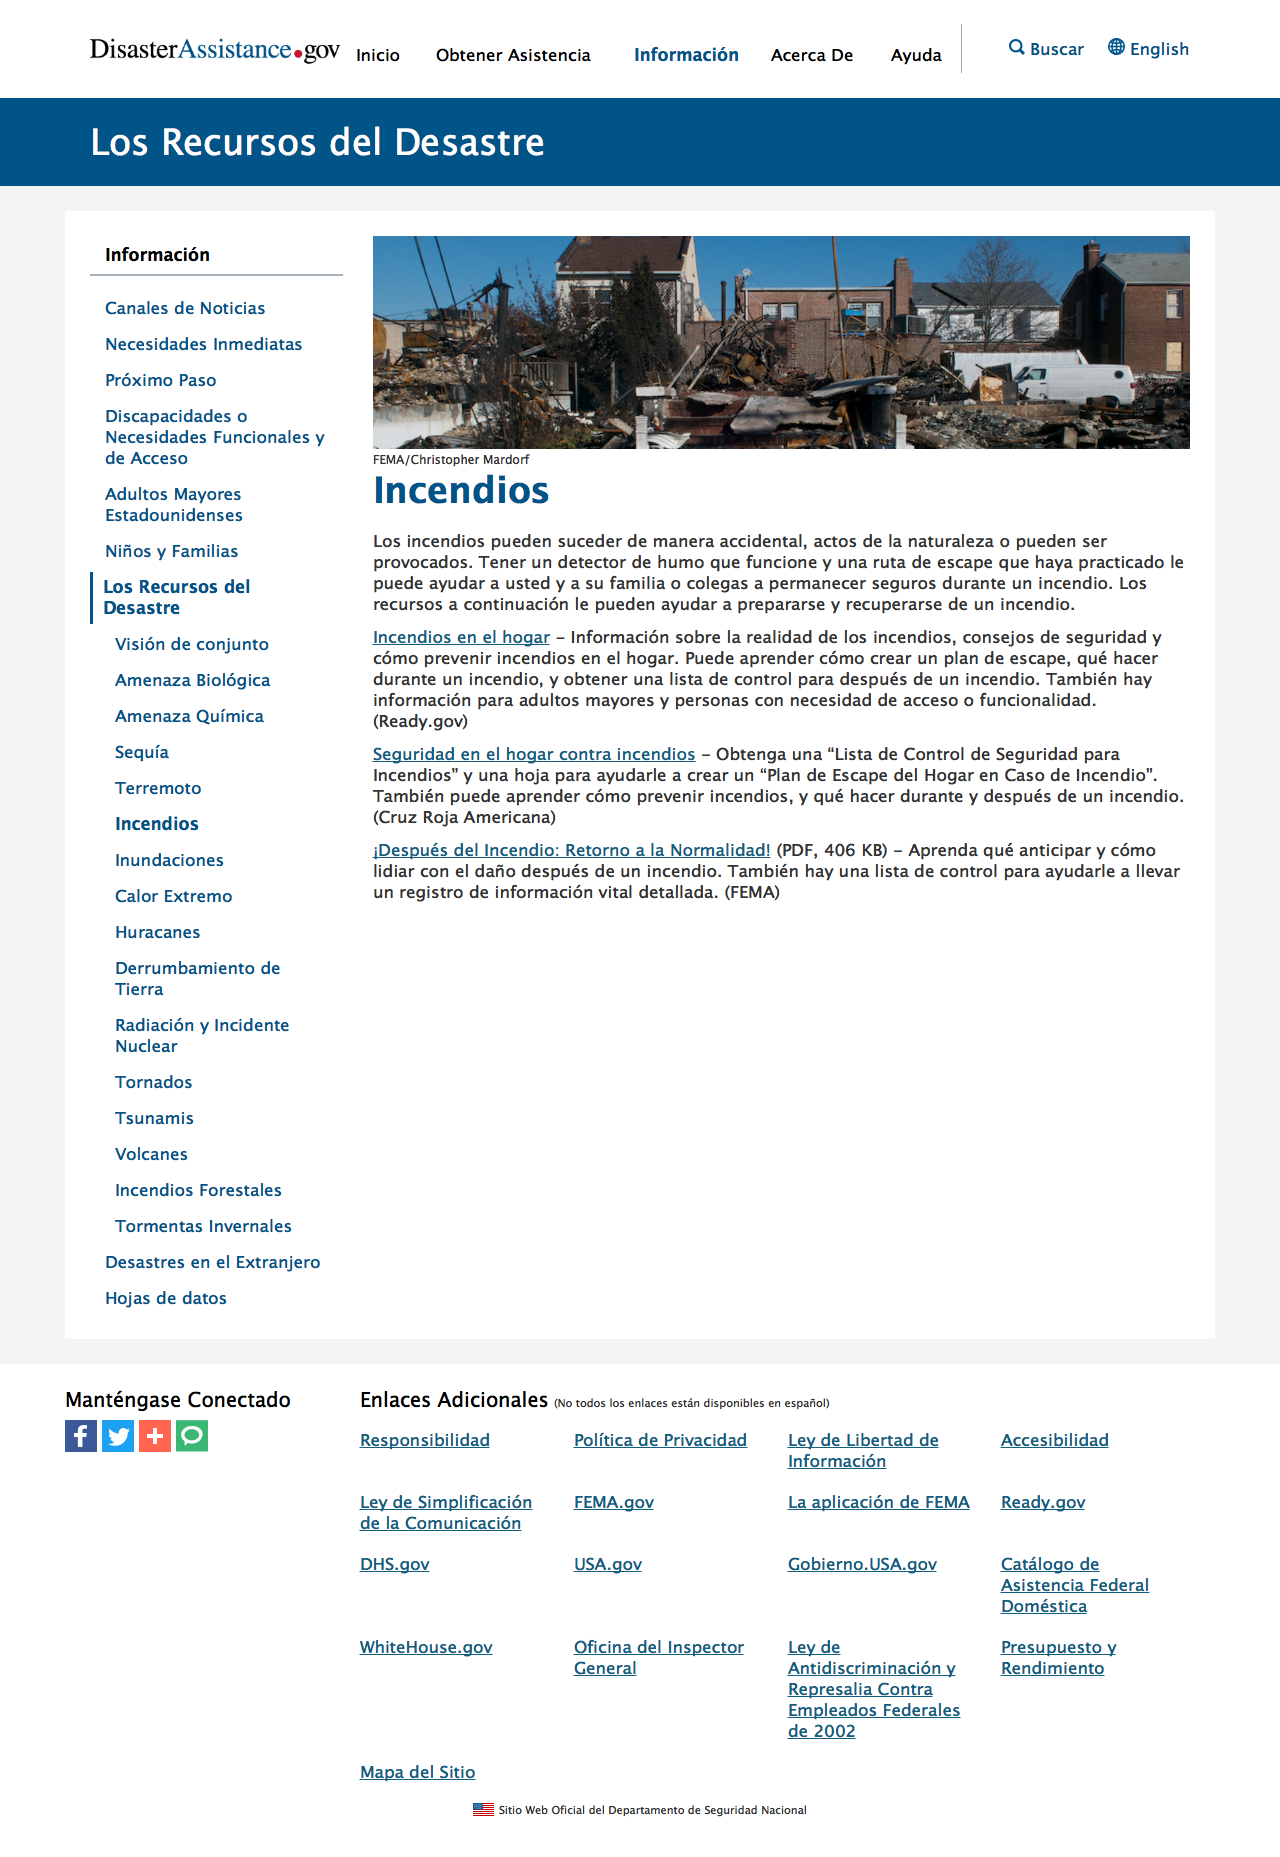 DisasterAssistance.gov
Inicio
Obtener Asistencia
Información
Acerca De
Ayuda
Buscar
English
Los Recursos del Desastre
Información
Canales de Noticias
Necesidades Inmediatas
Próximo Paso
Discapacidades o
Necesidades Funcionales y
de Acceso
Adultos Mayores
Estadounidenses
Niños y Familias
Los Recursos del
Desastre
Visión de conjunto
Amenaza Biológica
Amenaza Química
Sequía
Terremoto
Incendios
Inundaciones
Calor Extremo
Huracanes
Derrumbamiento de
Tierra
Radiación y Incidente
Nuclear
Tornados
Tsunamis
Volcanes
Incendios Forestales
Tormentas Invernales
Desastres en el Extranjero
Hojas de datos
FEMA/Christopher Mardorf
Incendios
Los incendios pueden suceder de manera accidental, actos de la naturaleza o pueden ser
provocados. Tener un detector de humo que funcione y una ruta de escape que haya practicado le
puede ayudar a usted y a su familia o colegas a permanecer seguros durante un incendio. Los
recursos a continuación le pueden ayudar a prepararse y recuperarse de un incendio.
Incendios en el hogar – Información sobre la realidad de los incendios, consejos de seguridad y
cómo prevenir incendios en el hogar. Puede aprender cómo crear un plan de escape, qué hacer
durante un incendio, y obtener una lista de control para después de un incendio. También hay
información para adultos mayores y personas con necesidad de acceso o funcionalidad.
(Ready.gov)
Seguridad en el hogar contra incendios – Obtenga una “Lista de Control de Seguridad para
Incendios” y una hoja para ayudarle a crear un “Plan de Escape del Hogar en Caso de Incendio”.
También puede aprender cómo prevenir incendios, y qué hacer durante y después de un incendio.
(Cruz Roja Americana)
¡Después del Incendio: Retorno a la Normalidad! (PDF, 406 KB) – Aprenda qué anticipar y cómo
lidiar con el daño después de un incendio. También hay una lista de control para ayudarle a llevar
un registro de información vital detallada. (FEMA)
Manténgase Conectado
Enlaces Adicionales (No todos los enlaces están disponibles en español)
Responsibilidad
Política de Privacidad
Ley de Libertad de
Información
Accesibilidad
Ley de Simplificación
de la Comunicación
FEMA.gov
La aplicación de FEMA
Ready.gov
DHS.gov
USA.gov
Gobierno.USA.gov
Catálogo de
Asistencia Federal
Doméstica
WhiteHouse.gov
Oficina del Inspector
General
Ley de
Antidiscriminación y
Represalia Contra
Empleados Federales
de 2002
Presupuesto y
Rendimiento
Mapa del Sitio
Sitio Web Oficial del Departamento de Seguridad Nacional